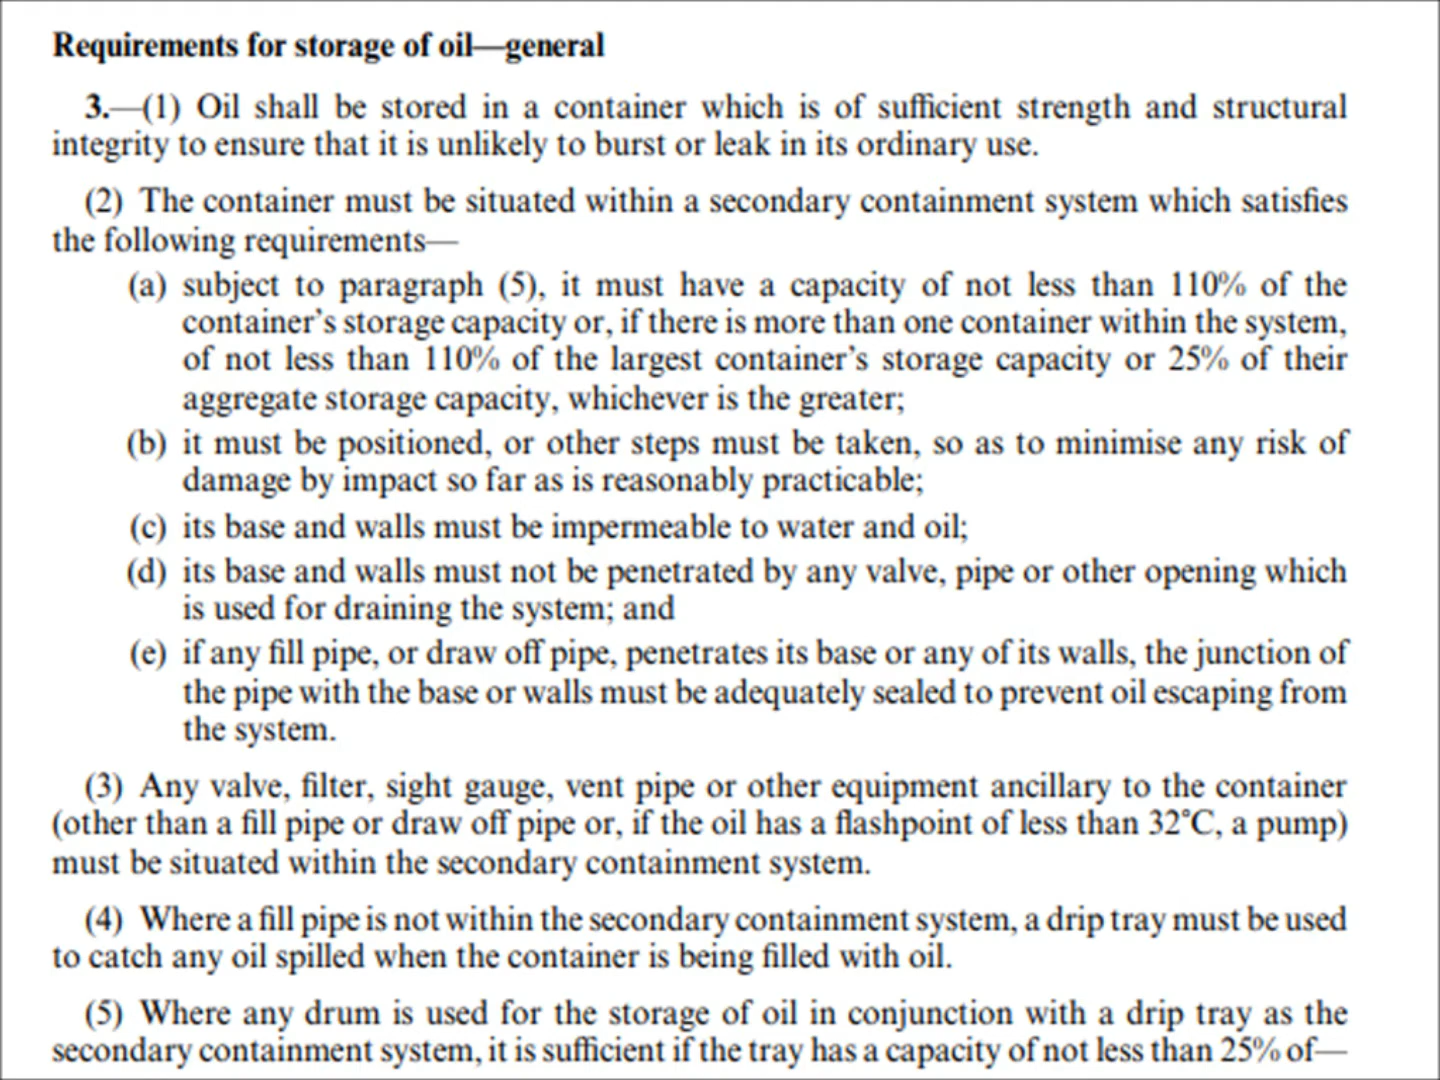 Requirements for storage of oil—general
3.—(1) Oil shall be stored in a container which is of sufficient strength and structural
integrity to ensure that it is unlikely to burst or leak in its ordinary use.
(2) The container must be situated within a secondary containment system which satisfies
the following requirements—
(a) subject to paragraph (5), it must have a capacity of not less than 110% of the
container's storage capacity or, if there is more than one container within the system,
of not less than 110% of the largest container's storage capacity or 25% of their
aggregate storage capacity, whichever is the greater;
(b) it must be positioned, or other steps must be taken, so as to minimise any risk of
damage by impact so far as is reasonably practicable;
(c) its base and walls must be impermeable to water and oil;
(d) its base and walls must not be penetrated by any valve, pipe or other opening which
is used for draining the system; and
(e) if any fill pipe, or draw off pipe, penetrates its base or any of its walls, the junction of
the pipe with the base or walls must be adequately sealed to prevent oil escaping from
the system.
(3) Any valve, filter, sight gauge, vent pipe or other equipment ancillary to the container
(other than a fill pipe or draw off pipe or, if the oil has a flashpoint of less than 32°C, a pump)
must be situated within the secondary containment system.
(4) Where a fill pipe is not within the secondary containment system, a drip tray must be used
to catch any oil spilled when the container is being filled with oil.
(5) Where any drum is used for the storage of oil in conjunction with a drip tray as the
secondary containment system, it is sufficient if the tray has a capacity of not less than 25% of—